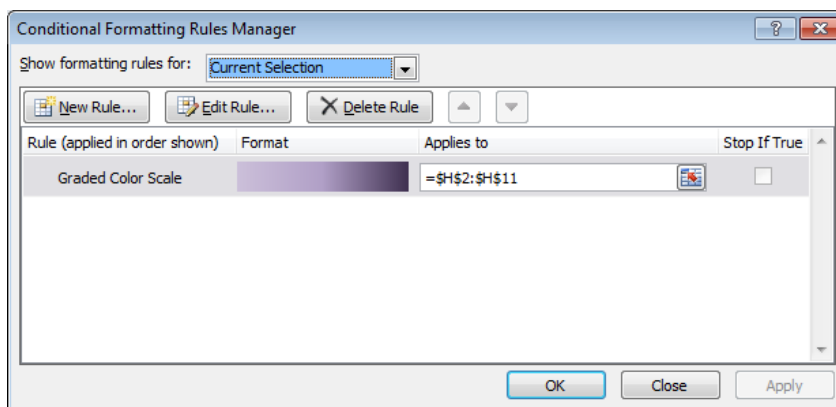 Conditional Formatting Rules Manager
Show formatting rules for: Current Selection
New Rule... Edit Rule... Delete Rule
Rule (applied in order shown) Format Applies to Stop If True
Graded Color Scale =$H$2:$H$11
OK Close Apply